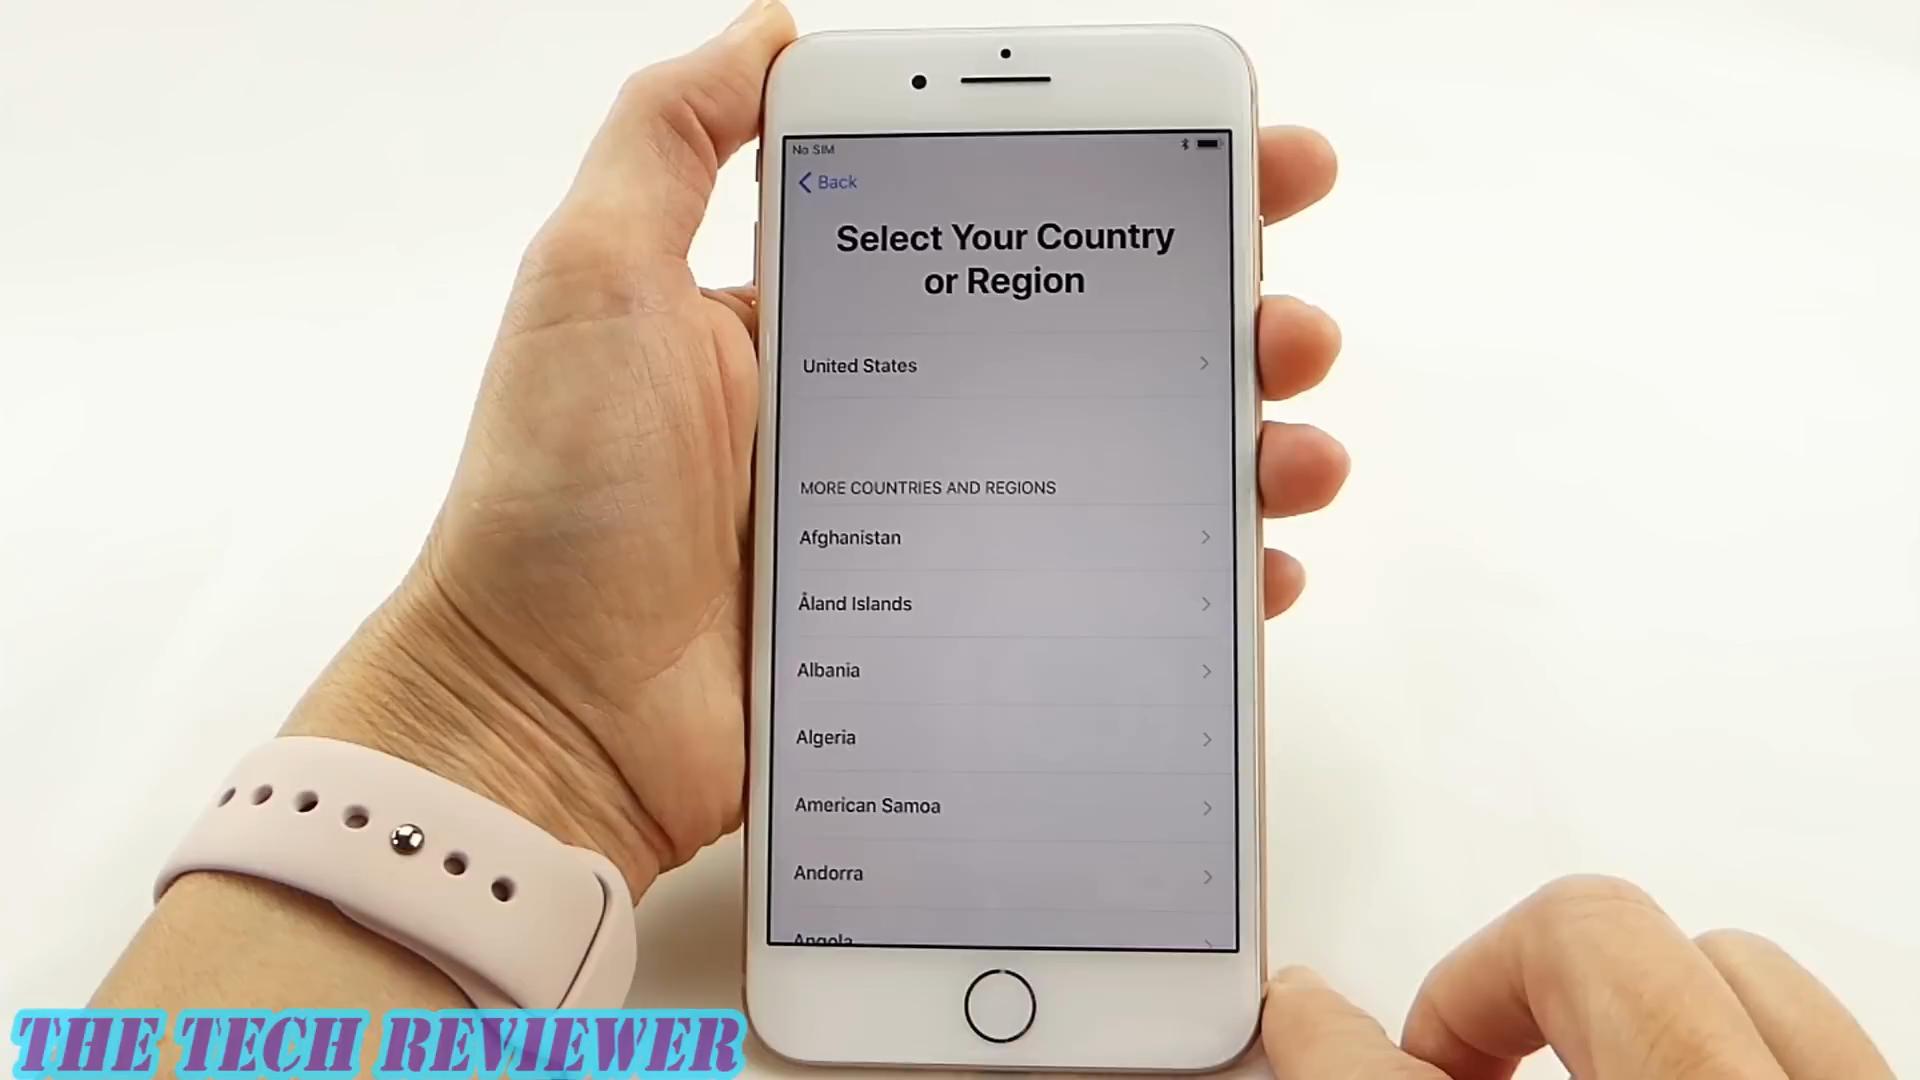 No SIM
Back
Select Your Country
or Region
United States
MORE COUNTRIES AND REGIONS
Afghanistan
Åland Islands
Albania
Algeria
American Samoa
Andorra
Angola
THE TECH REVIEWER